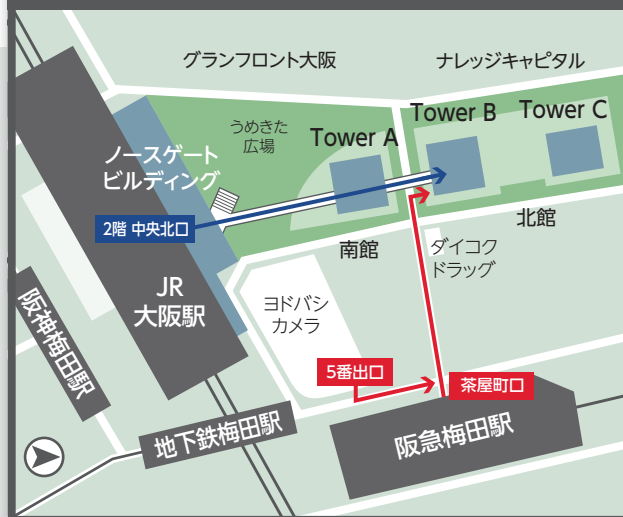 グランフロント大阪
ナレッジキャピタル
うめきた
広場
Tower A
Tower B
Tower C
ノースゲート
ビルディング
2階 中央北口
南館
北館
ダイコク
ドラッグ
JR
大阪駅
ヨドバシ
カメラ
阪神梅田駅
5番出口
茶屋町口
地下鉄梅田駅
阪急梅田駅